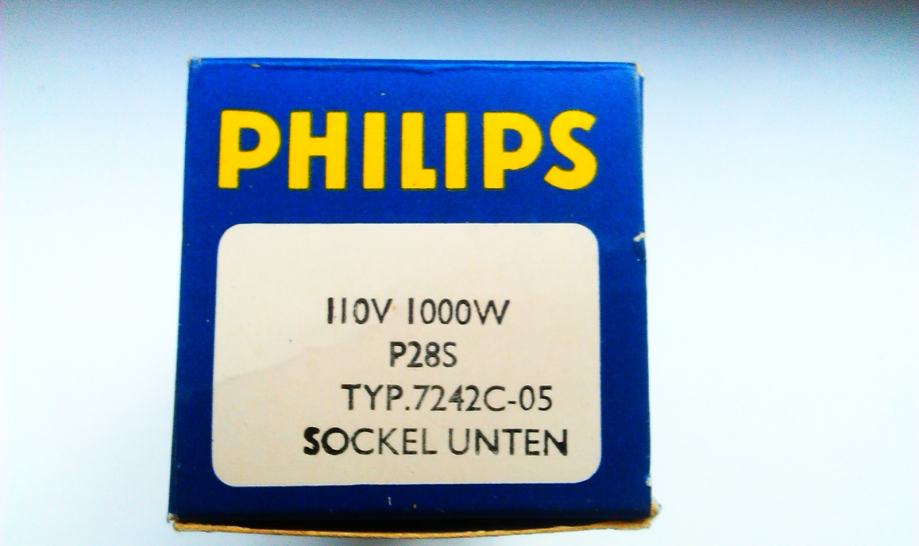 PHILIPS
110V 1000W
P28S
TYP.7242C-05
SOCKEL UNTEN